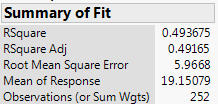 Summary of Fit
RSquare 0.493675
RSquare Adj 0.49165
Root Mean Square Error 5.9668
Mean of Response 19.15079
Observations (or Sum Wgts) 252